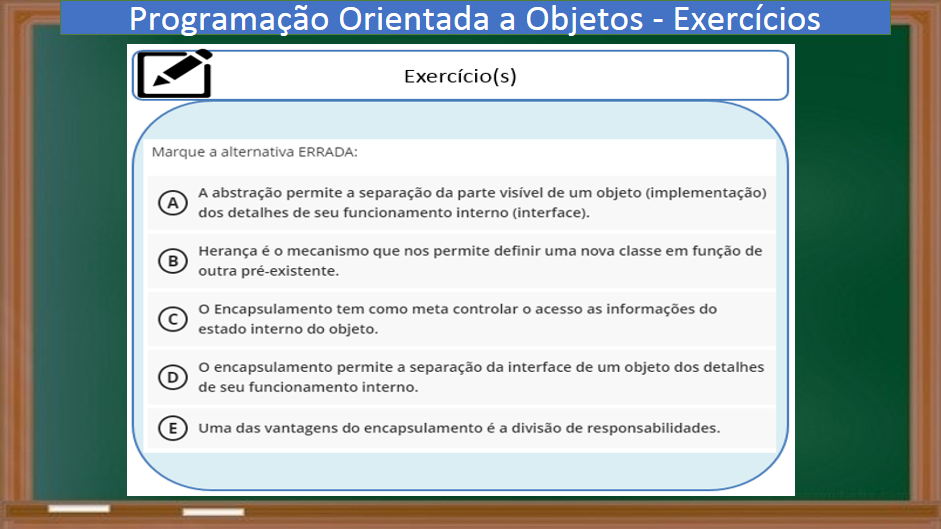 Programação Orientada a Objetos - Exercícios
Exercício(s)
Marque a alternativa ERRADA:
A
A abstração permite a separação da parte visível de um objeto (implementação)
dos detalhes de seu funcionamento interno (interface).
B
Herança é o mecanismo que nos permite definir uma nova classe em função de
outra pré-existente.
C
O Encapsulamento tem como meta controlar o acesso as informações do
estado interno do objeto.
D
O encapsulamento permite a separação da interface de um objeto dos detalhes
de seu funcionamento interno.
E
Uma das vantagens do encapsulamento é a divisão de responsabilidades.